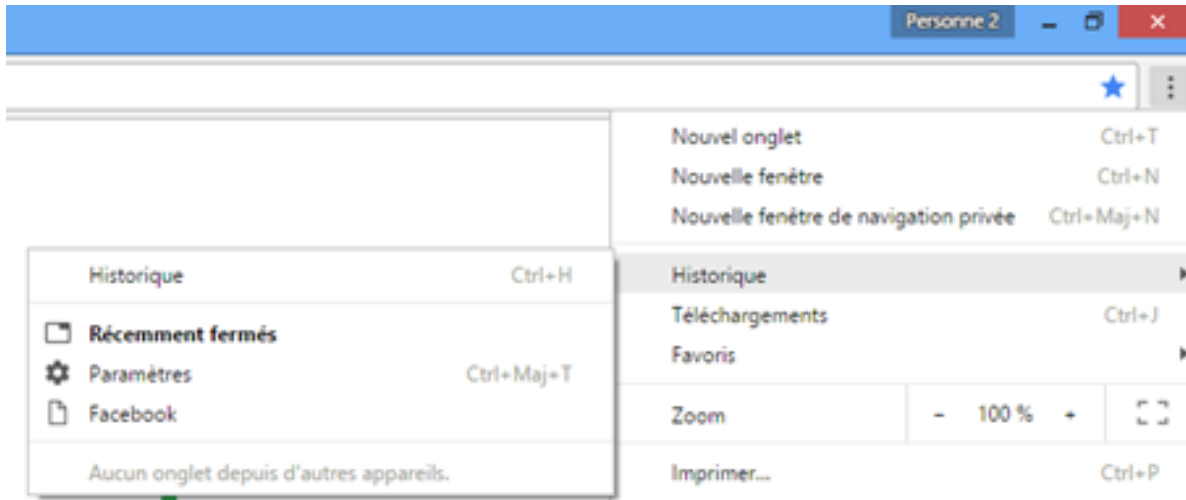 Personne 2
Nouvel onglet Ctrl+T
Nouvelle fenêtre Ctrl+N
Nouvelle fenêtre de navigation privée Ctrl+Maj+N
Historique
Téléchargements Ctrl+J
Favoris
Zoom - 100 % +
Imprimer... Ctrl+P
Historique Ctrl+H
Récemment fermés
Paramètres Ctrl+Maj+T
Facebook
Aucun onglet depuis d'autres appareils.